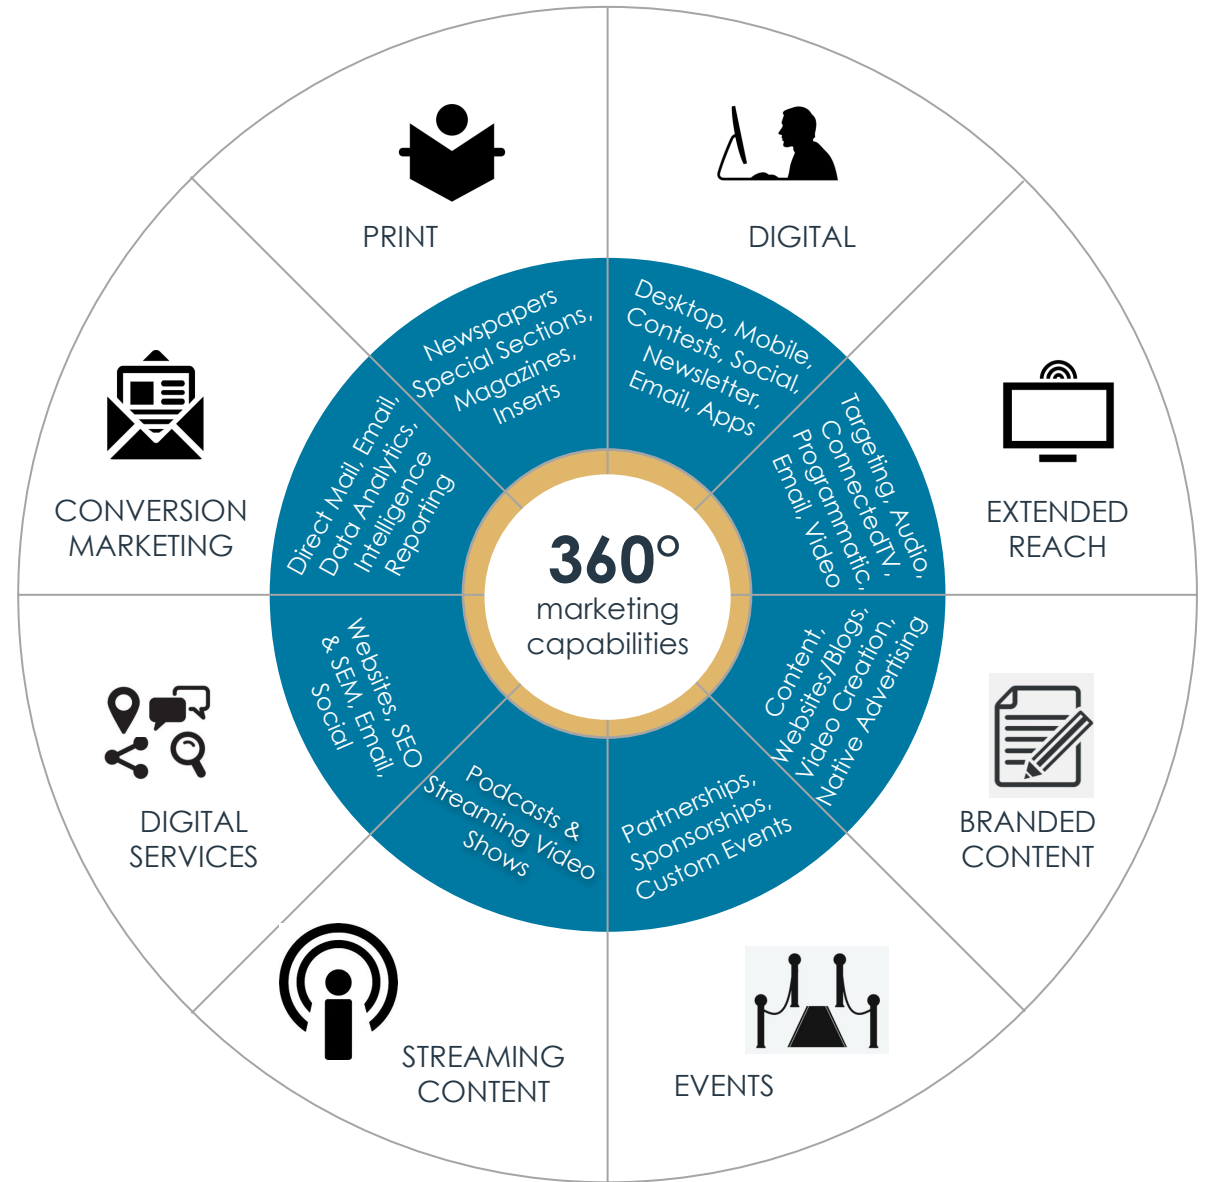 PRINT
Newspapers
Special Sections,
Magazines,
Inserts
DIGITAL
Desktop, Mobile,
Contests, Social,
Newsletter,
Email, Apps
EXTENDED
REACH
Targeting, Audio,
ConnectedTV,
Programmatic,
Email, Video
BRANDED
CONTENT
Content,
Websites/Blogs,
Video Creation,
Native Advertising
EVENTS
Partnerships,
Sponsorships,
Custom Events
STREAMING
CONTENT
Podcasts &
Streaming Video
Shows
DIGITAL
SERVICES
Websites, SEO
& SEM, Email,
Social
CONVERSION
MARKETING
Direct Mail, Email,
Data Analytics,
Intelligence
Reporting
360°
marketing
capabilities